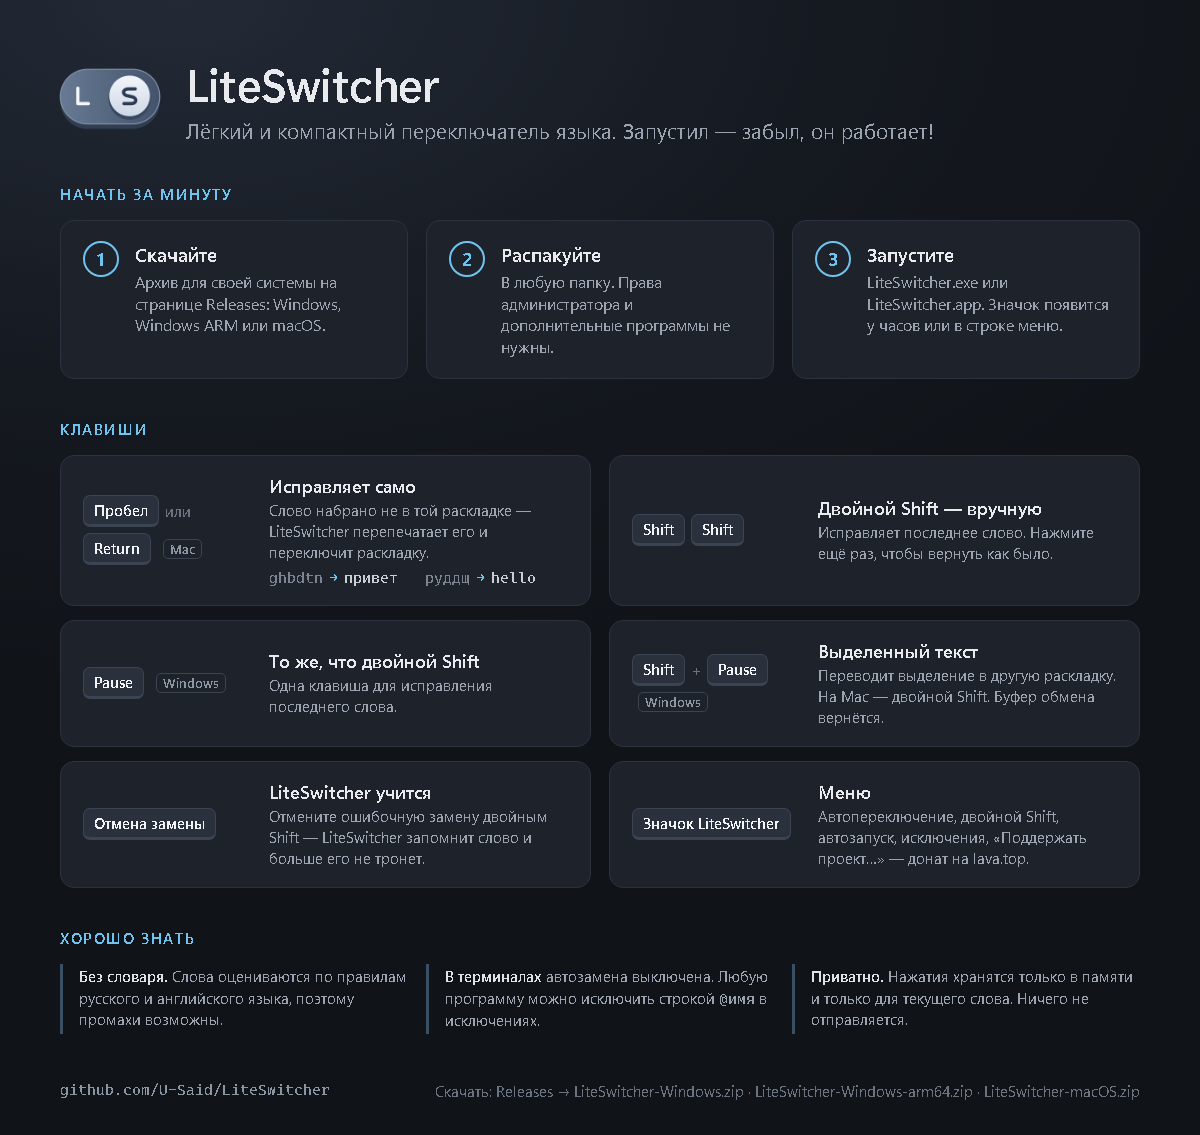 L S
LiteSwitcher
Лёгкий и компактный переключатель языка. Запустил — забыл, он работает!
НАЧАТЬ ЗА МИНУТУ
1
Скачайте
Архив для своей системы на
странице Releases: Windows,
Windows ARM или macOS.
2
Распакуйте
В любую папку. Права
администратора и
дополнительные программы не
нужны.
3
Запустите
LiteSwitcher.exe или
LiteSwitcher.app. Значок появится
у часов или в строке меню.
КЛАВИШИ
Пробел или
Return Mac
Исправляет само
Слово набрано не в той раскладке —
LiteSwitcher перепечатает его и
переключит раскладку.
ghbdtn → привет руддщ → hello
Shift Shift
Двойной Shift — вручную
Исправляет последнее слово. Нажмите
ещё раз, чтобы вернуть как было.
Pause Windows
То же, что двойной Shift
Одна клавиша для исправления
последнего слова.
Shift + Pause
Windows
Выделенный текст
Переводит выделение в другую раскладку.
На Mac — двойной Shift. Буфер обмена
вернётся.
Отмена замены
LiteSwitcher учится
Отмените ошибочную замену двойным
Shift — LiteSwitcher запомнит слово и
больше его не тронет.
Значок LiteSwitcher
Меню
Автопереключение, двойной Shift,
автозапуск, исключения, «Поддержать
проект...» — донат на lava.top.
ХОРОШО ЗНАТЬ
Без словаря. Слова оцениваются по правилам
русского и английского языка, поэтому
промахи возможны.
В терминалах автозамена выключена. Любую
программу можно исключить строкой @имя в
исключениях.
Приватно. Нажатия хранятся только в памяти
и только для текущего слова. Ничего не
отправляется.
github.com/U-Said/LiteSwitcher
Скачать: Releases → LiteSwitcher-Windows.zip · LiteSwitcher-Windows-arm64.zip · LiteSwitcher-macOS.zip